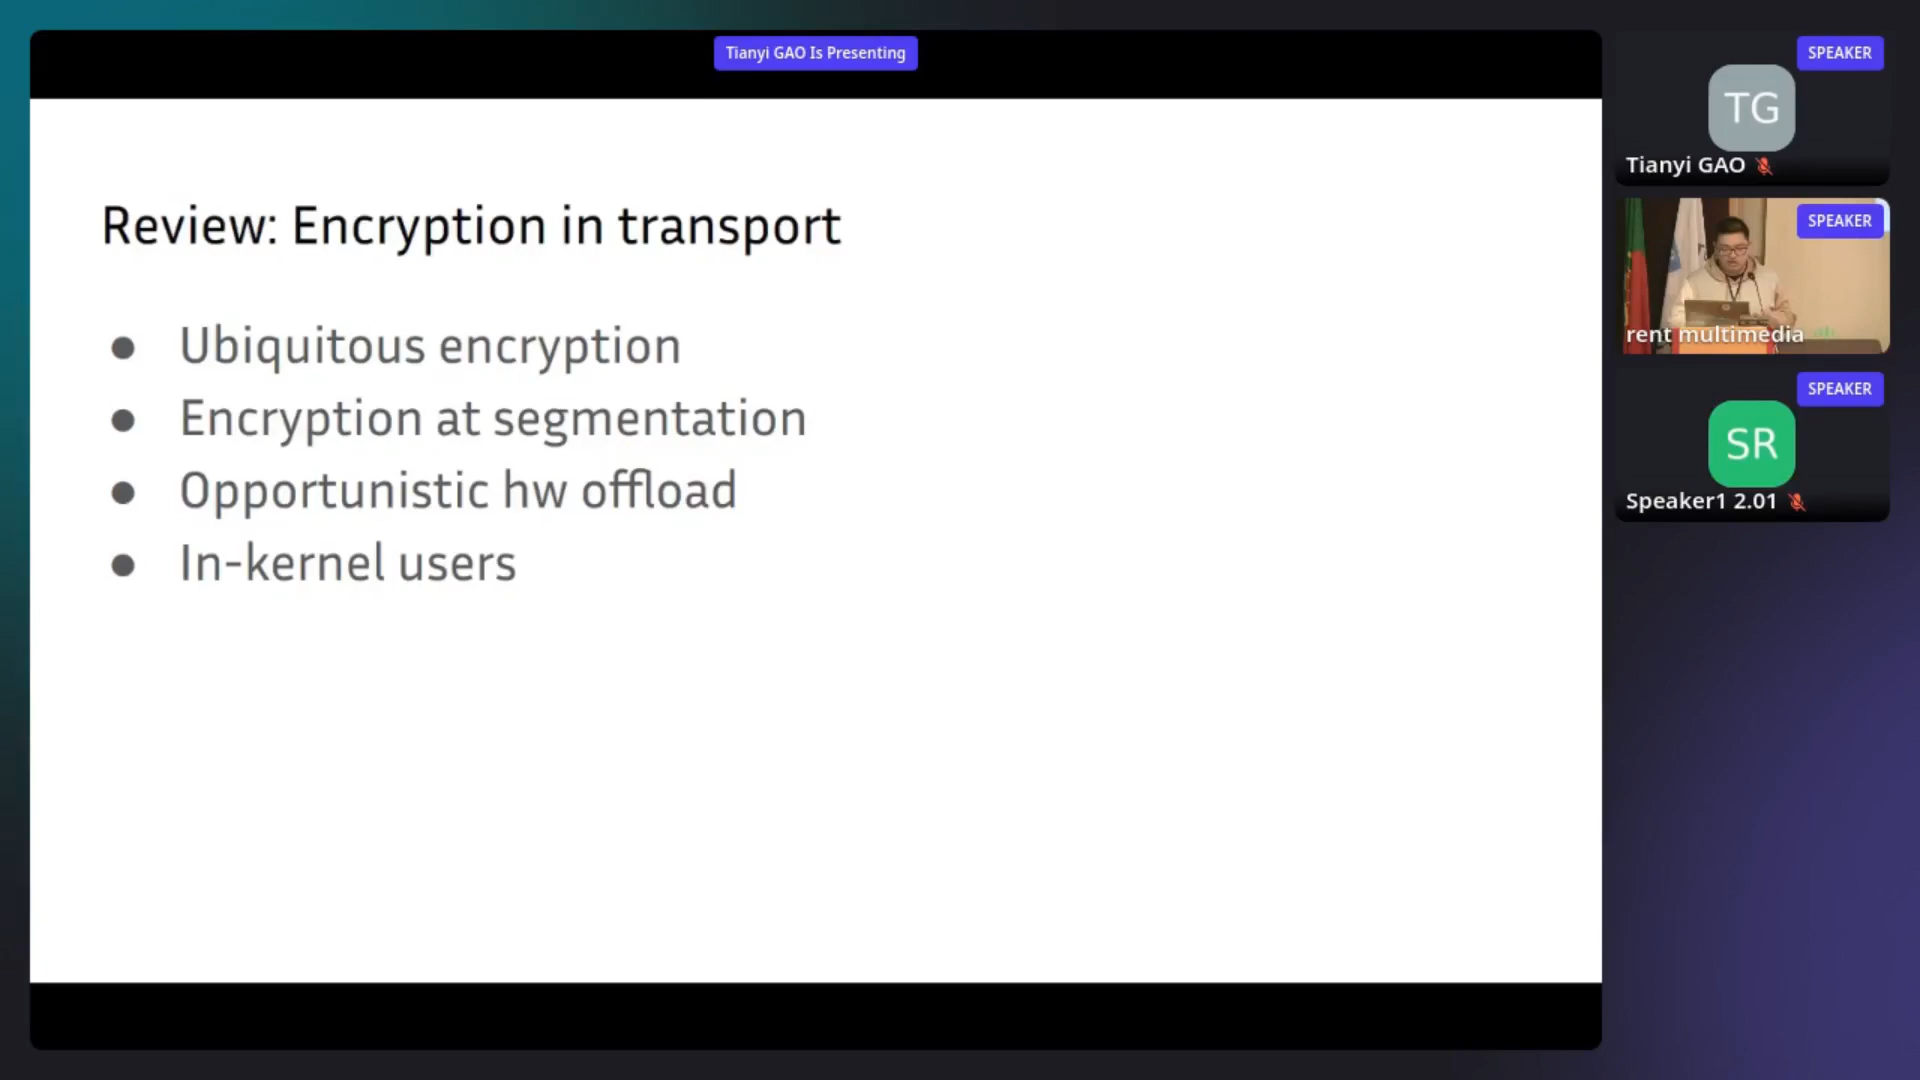 Tianyi GAO Is Presenting
Review: Encryption in transport
● Ubiquitous encryption
● Encryption at segmentation
● Opportunistic hw offload
● In-kernel users
SPEAKER
TG
Tianyi GAO
SPEAKER
rent multimedia
SPEAKER
SR
Speaker1 2.01